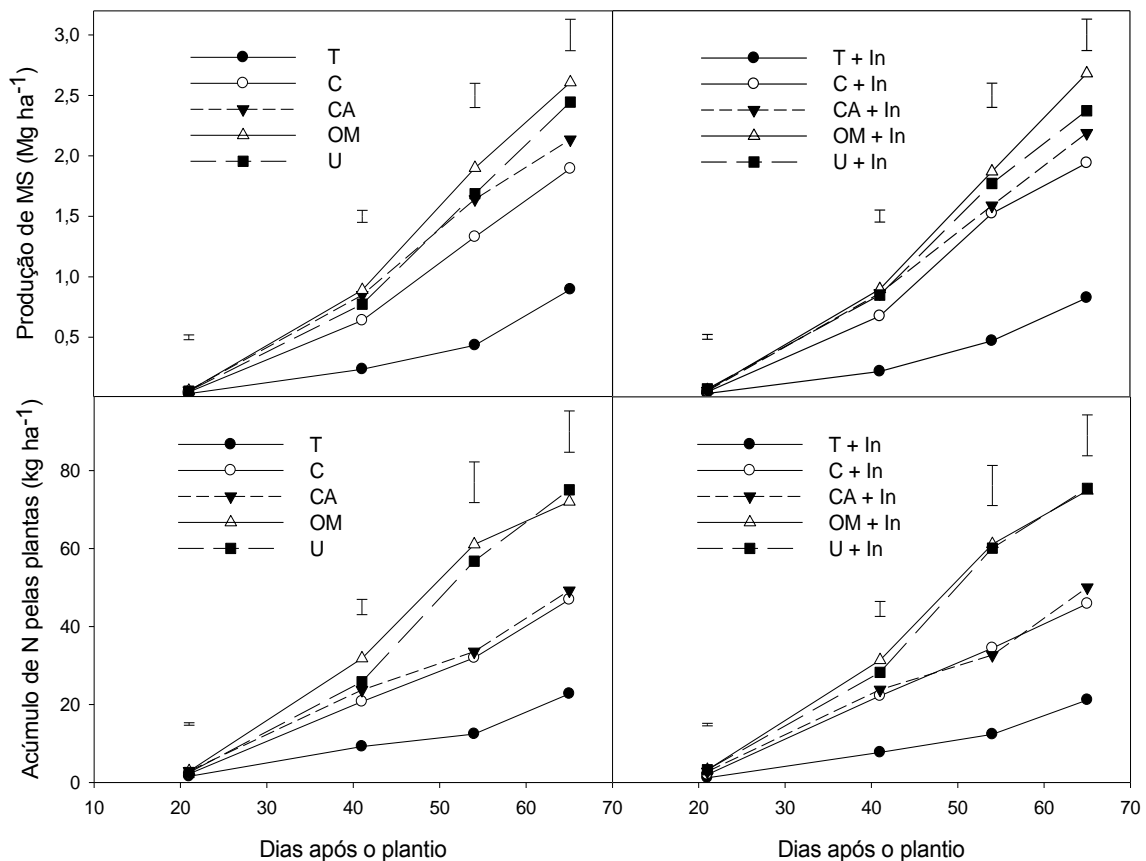 Produção de MS (Mg ha⁻¹)
3,0
2,5
2,0
1,5
1,0
0,5
T
C
CA
OM
U
T + In
C + In
CA + In
OM + In
U + In
Acúmulo de N pelas plantas (kg ha⁻¹)
80
60
40
20
0
T
C
CA
OM
U
T + In
C + In
CA + In
OM + In
U + In
10 20 30 40 50 60 70 20 30 40 50 60 70
Dias após o plantio Dias após o plantio